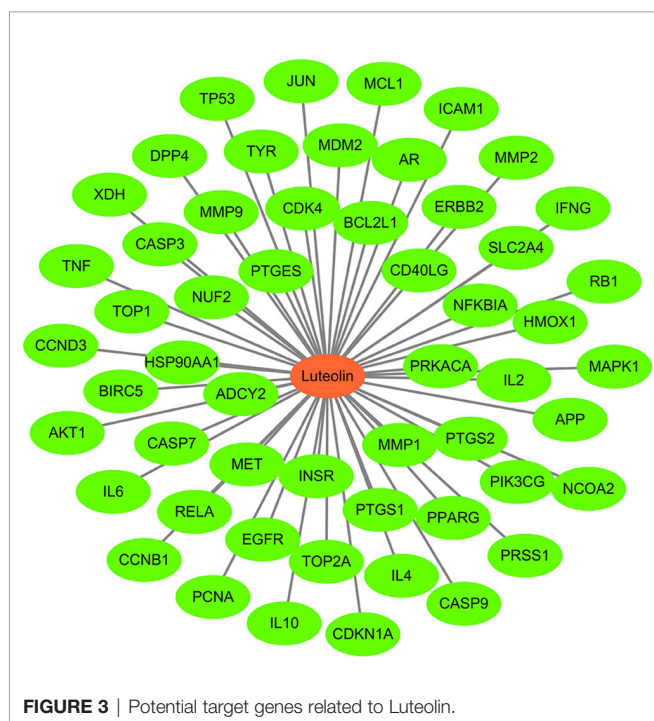 JUN
MCL1
TP53
ICAM1
MDM2
TYR
AR
DPP4
MMP2
XDH
MMP9
CDK4
BCL2L1
ERBB2
IFNG
CASP3
SLC2A4
TNF
PTGES
CD40LG
RB1
NUF2
NFKBIA
TOP1
HMOX1
CCND3
HSP90AA1
PRKACA
MAPK1
Luteolin
IL2
BIRC5
ADCY2
APP
AKT1
CASP7
MMP1
PTGS2
MET
INSR
PIK3CG
NCOA2
IL6
RELA
PTGS1
PPARG
EGFR
PRSS1
CCNB1
TOP2A
IL4
PCNA
CASP9
IL10
CDKN1A
FIGURE 3 | Potential target genes related to Luteolin.